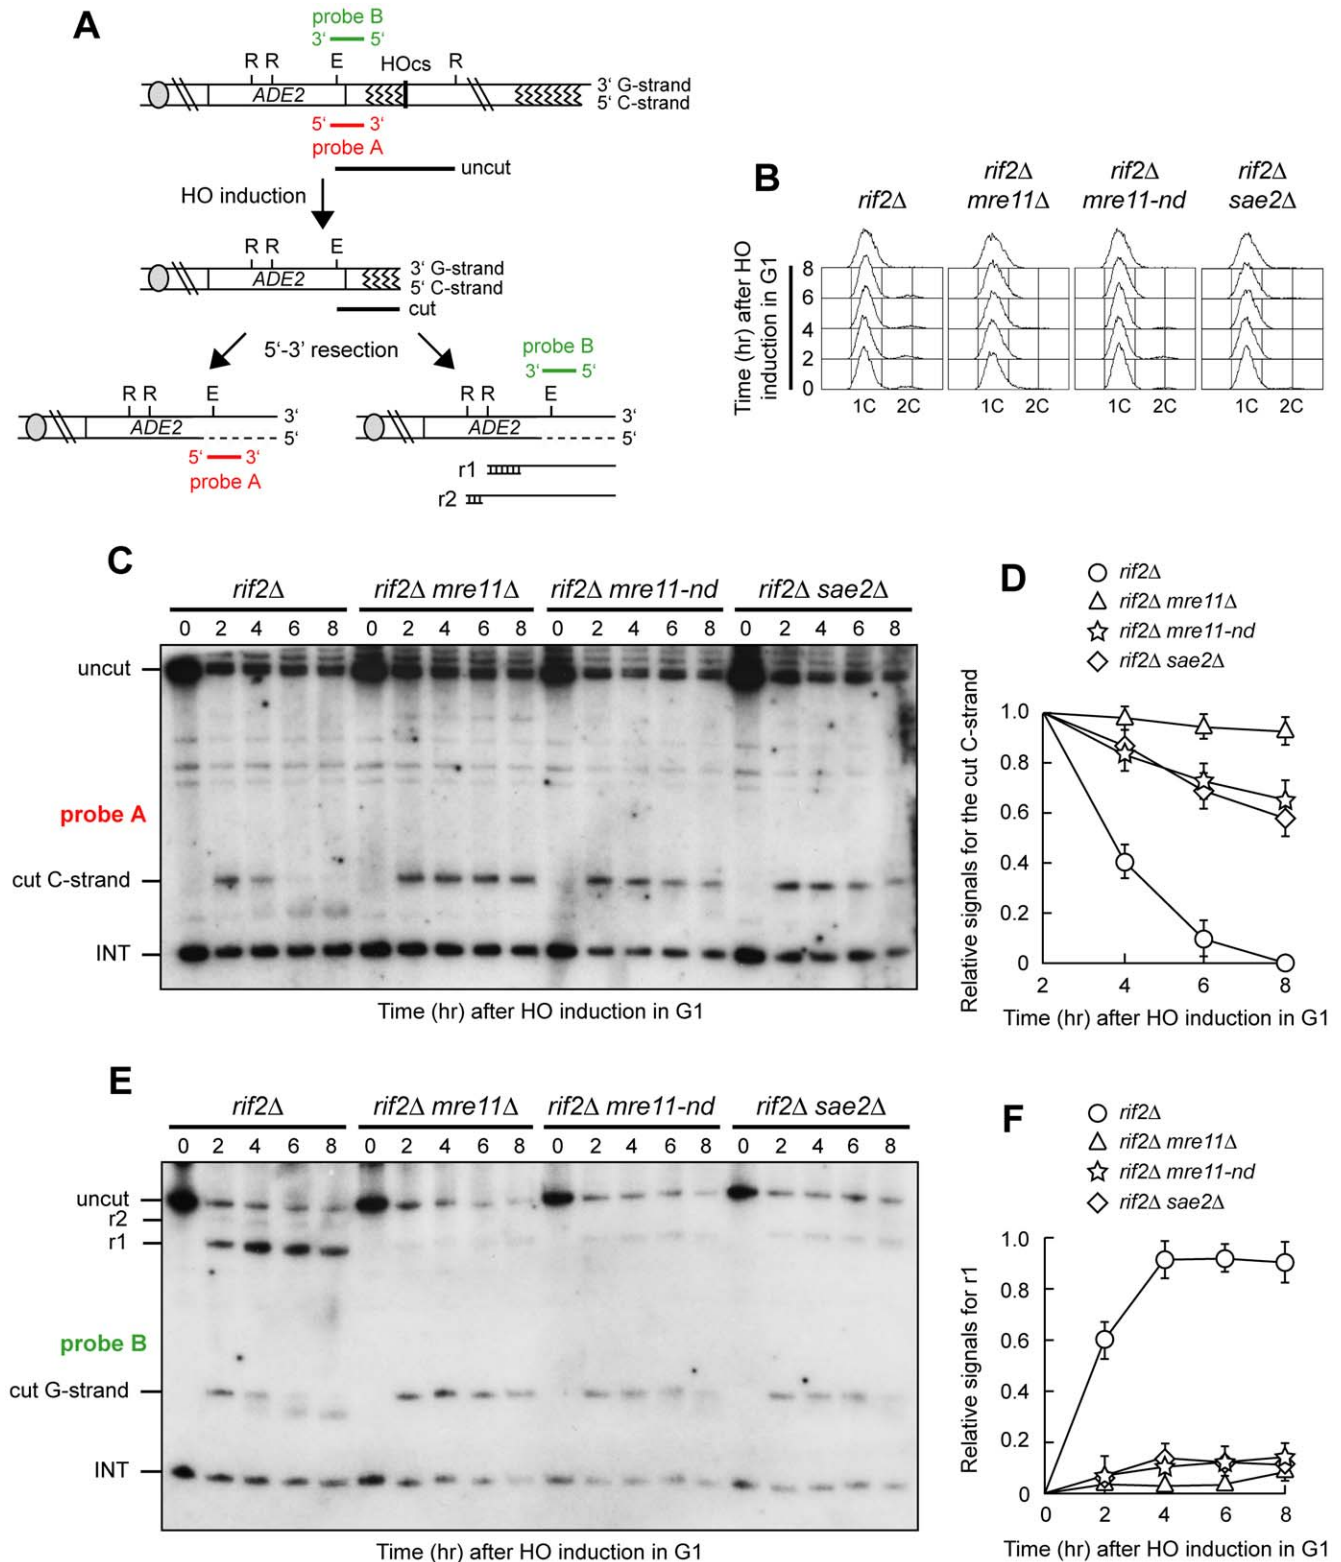 A
probe B
3‘ 5‘
R R E HOcs R
ADE2
3‘ G-strand
5‘ C-strand
5‘ 3‘
probe A
uncut
HO induction
R R E
ADE2
3‘ G-strand
5‘ C-strand
cut
5‘-3’ resection
R R E
ADE2
3‘
5‘
5‘ 3‘
probe A
probe B
3‘ 5‘
R R E
ADE2
3‘
5‘
r1
r2
B
rif2Δ
rif2Δ mre11Δ
rif2Δ mre11-nd
rif2Δ sae2Δ
Time (hr) after HO induction in G1
8
6
4
2
0
1C 2C 1C 2C 1C 2C 1C 2C
C
rif2Δ rif2Δ mre11Δ rif2Δ mre11-nd rif2Δ sae2Δ
0 2 4 6 8 0 2 4 6 8 0 2 4 6 8 0 2 4 6 8
uncut
probe A
cut C-strand
INT
Time (hr) after HO induction in G1
D
rif2Δ
rif2Δ mre11Δ
rif2Δ mre11-nd
rif2Δ sae2Δ
Relative signals for the cut C-strand
1.0
0.8
0.6
0.4
0.2
0
2 4 6 8
Time (hr) after HO induction in G1
E
rif2Δ rif2Δ mre11Δ rif2Δ mre11-nd rif2Δ sae2Δ
0 2 4 6 8 0 2 4 6 8 0 2 4 6 8 0 2 4 6 8
uncut
r2
r1
probe B
cut G-strand
INT
Time (hr) after HO induction in G1
F
rif2Δ
rif2Δ mre11Δ
rif2Δ mre11-nd
rif2Δ sae2Δ
Relative signals for r1
1.0
0.8
0.6
0.4
0.2
0
0 2 4 6 8
Time (hr) after HO induction in G1